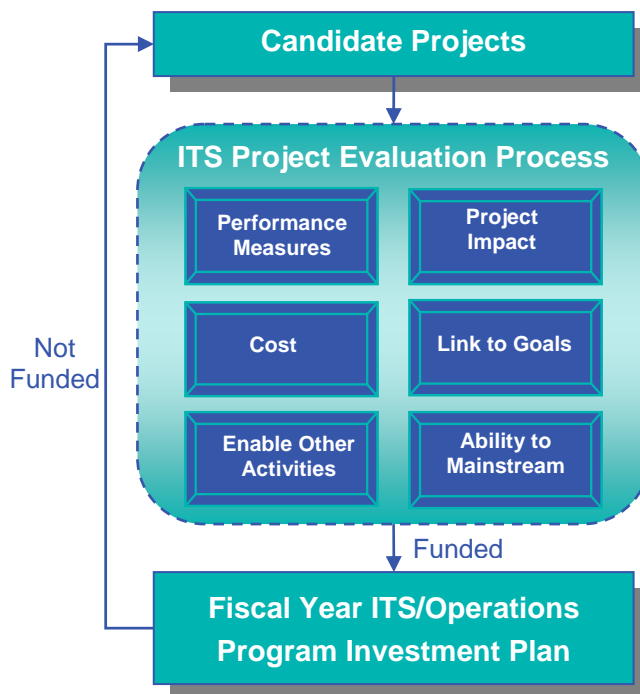 Candidate Projects
ITS Project Evaluation Process
Performance
Measures
Project
Impact
Cost
Link to Goals
Enable Other
Activities
Ability to
Mainstream
Not
Funded
Funded
Fiscal Year ITS/Operations
Program Investment Plan